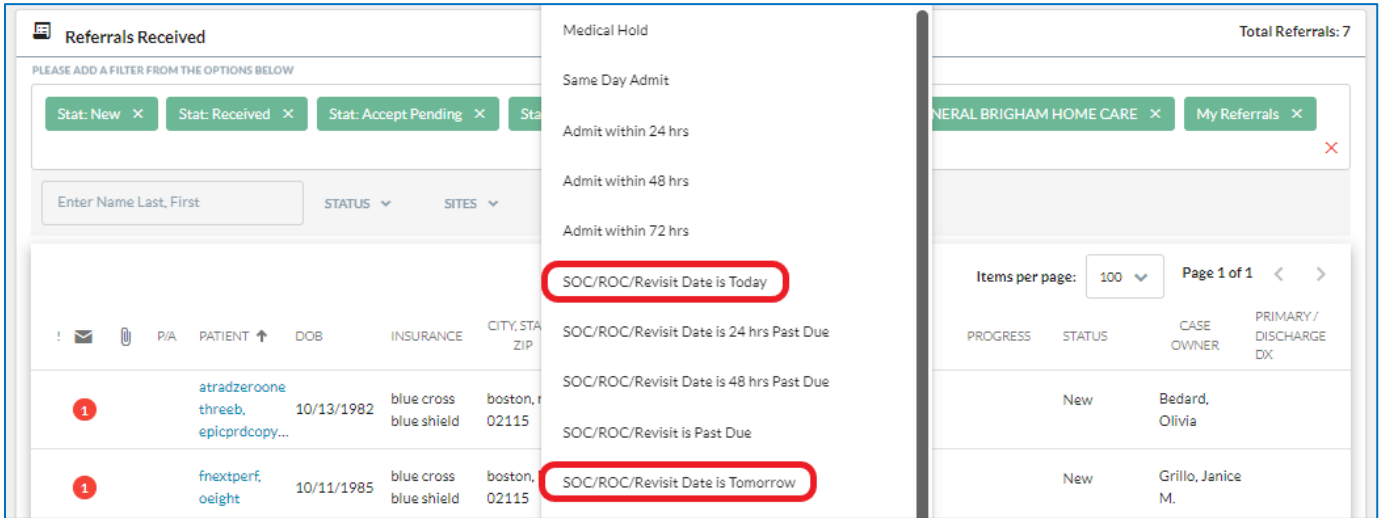 Referrals Received
Total Referrals: 7
PLEASE ADD A FILTER FROM THE OPTIONS BELOW
Stat: New ×
Stat: Received ×
Stat: Accept Pending ×
BRIGHAM HOME CARE ×
My Referrals ×
×
Enter Name Last, First
STATUS
SITES
Medical Hold
Same Day Admit
Admit within 24 hrs
Admit within 48 hrs
Admit within 72 hrs
SOC/ROC/Revisit Date is Today
SOC/ROC/Revisit Date is 24 hrs Past Due
SOC/ROC/Revisit Date is 48 hrs Past Due
SOC/ROC/Revisit is Past Due
SOC/ROC/Revisit Date is Tomorrow
Items per page: 100 Page 1 of 1 < >
! P/A PATIENT ↑ DOB INSURANCE CITY, STA
ZIP
PROGRESS STATUS CASE
OWNER
PRIMARY /
DISCHARGE
DX
1
atradzeroone
threeb,
epicprdcopy...
10/13/1982
blue cross
blue shield
boston,
02115
New
Bedard,
Olivia
1
fnextperf,
oeight
10/11/1985
blue cross
blue shield
boston,
02115
New
Grillo, Janice
M.